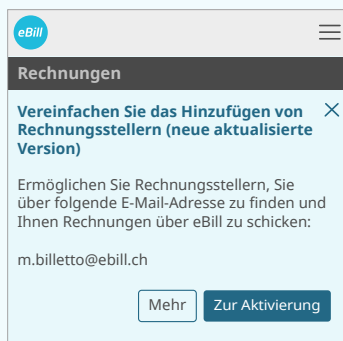 eBill
Rechnungen
Vereinfachen Sie das Hinzufügen von
Rechnungsstellern (neue aktualisierte
Version)
Ermöglichen Sie Rechnungsstellern, Sie
über folgende E-Mail-Adresse zu finden und
Ihnen Rechnungen über eBill zu schicken:
m.billetto@ebill.ch
Mehr Zur Aktivierung